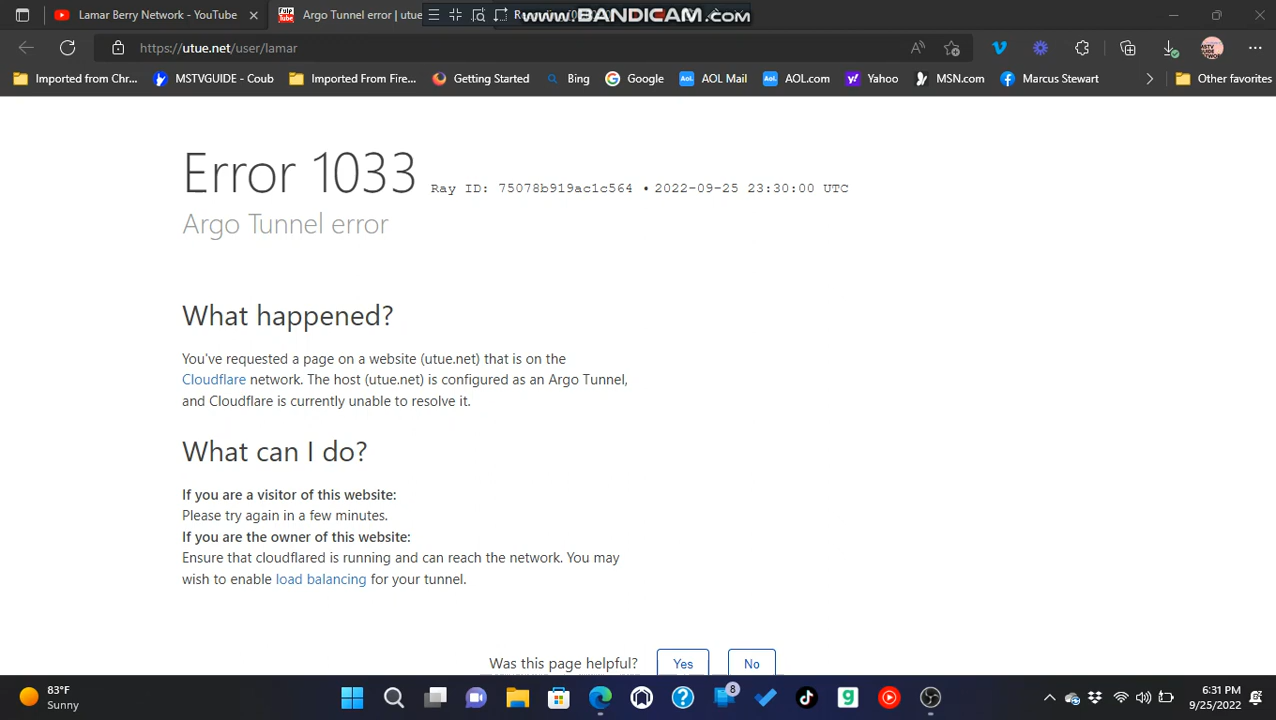 Lamar Berry Network - YouTube
Argo Tunnel error | utue
www.BANDICAM.com
https://utue.net/user/lamar
Imported from Chr...
MSTVGUIDE - Coub
Imported From Fire...
Getting Started
Bing
Google
AOL Mail
AOL.com
Yahoo
MSN.com
Marcus Stewart
Other favorites
Error 1033
Ray ID: 75078b919ac1c564 • 2022-09-25 23:30:00 UTC
Argo Tunnel error
What happened?
You've requested a page on a website (utue.net) that is on the
Cloudflare network. The host (utue.net) is configured as an Argo Tunnel,
and Cloudflare is currently unable to resolve it.
What can I do?
If you are a visitor of this website:
Please try again in a few minutes.
If you are the owner of this website:
Ensure that cloudflared is running and can reach the network. You may
wish to enable load balancing for your tunnel.
Was this page helpful?
Yes
No
83°F
Sunny
8
6:31 PM
9/25/2022